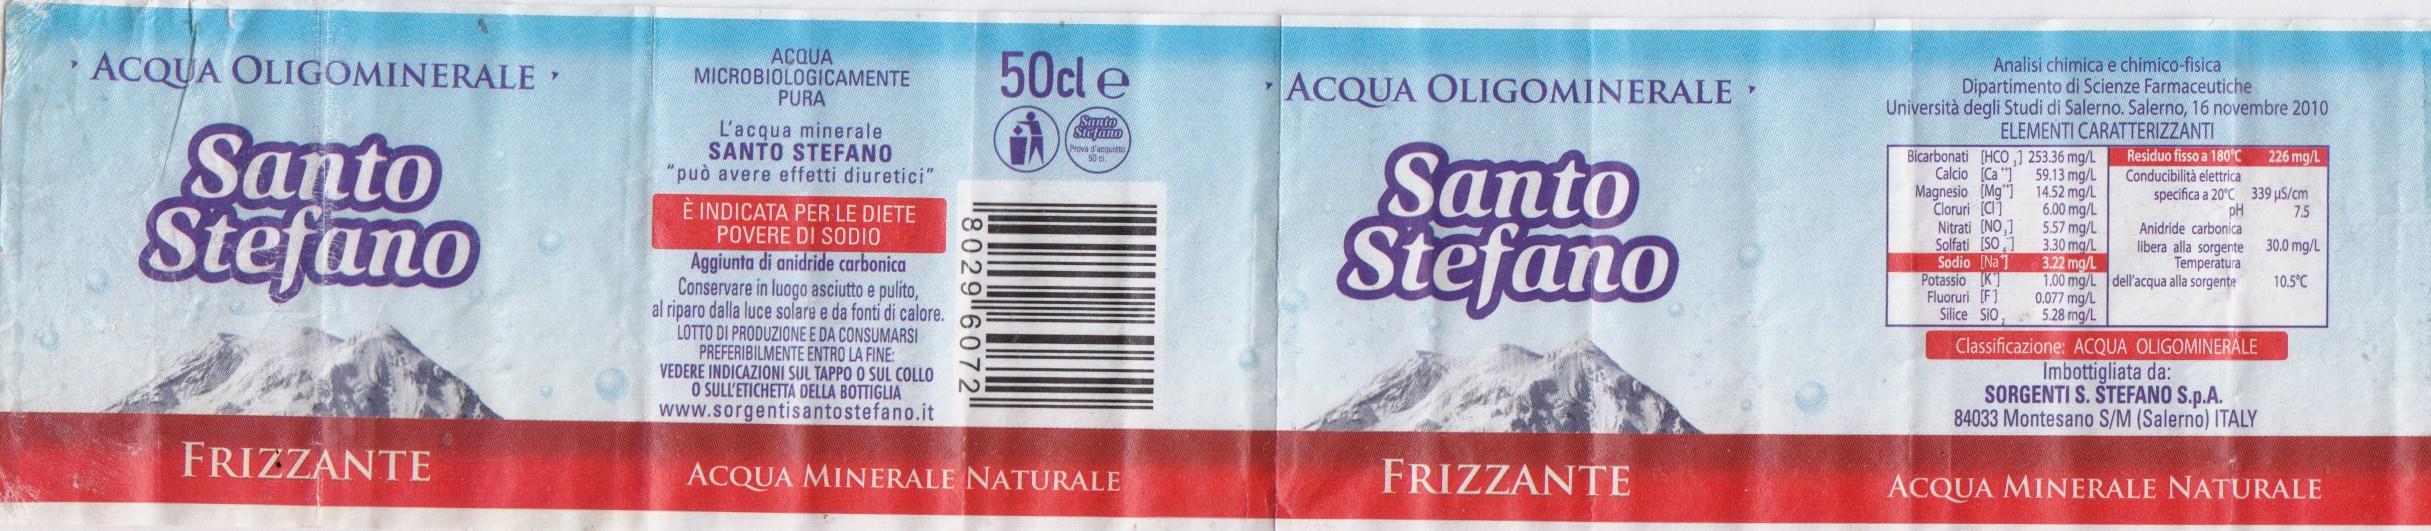 ACQUA OLIGOMINERALE
Santo
Stefano
FRIZZANTE
ACQUA
MICROBIOLOGICAMENTE
PURA
L'acqua minerale
SANTO STEFANO
"può avere effetti diuretici"
È INDICATA PER LE DIETE
POVERE DI SODIO
Aggiunta di anidride carbonica
Conservare in luogo asciutto e pulito,
al riparo dalla luce solare e da fonti di calore.
LOTTO DI PRODUZIONE E DA CONSUMARSI
PREFERIBILMENTE ENTRO LA FINE:
VEDERE INDICAZIONI SUL TAPPO O SUL COLLO
O SULL'ETICHETTA DELLA BOTTIGLIA
www.sorgentisantostefano.it
50cl e
Santo
Stefano
Prova d'acquisto
50 cl.
80296072
ACQUA MINERALE NATURALE
ACQUA OLIGOMINERALE
Santo
Stefano
FRIZZANTE
Analisi chimica e chimico-fisica
Dipartimento di Scienze Farmaceutiche
Università degli Studi di Salerno. Salerno, 16 novembre 2010
ELEMENTI CARATTERIZZANTI
Bicarbonati [HCO₃⁻] 253.36 mg/L
Calcio [Ca⁺⁺] 59.13 mg/L
Magnesio [Mg⁺⁺] 14.52 mg/L
Cloruri [Cl⁻] 6.00 mg/L
Nitrati [NO₃⁻] 5.57 mg/L
Solfati [SO₄⁻] 3.30 mg/L
Sodio [Na⁺] 3.22 mg/L
Potassio [K⁺] 1.00 mg/L
Fluoruri [F⁻] 0.077 mg/L
Silice SiO₂ 5.28 mg/L
Residuo fisso a 180°C 226 mg/L
Conducibilità elettrica
specifica a 20°C 339 µS/cm
pH 7.5
Anidride carbonica
libera alla sorgente 30.0 mg/L
Temperatura
dell'acqua alla sorgente 10.5°C
Classificazione: ACQUA OLIGOMINERALE
Imbottigliata da:
SORGENTI S. STEFANO S.p.A.
84033 Montesano S/M (Salerno) ITALY
ACQUA MINERALE NATURALE